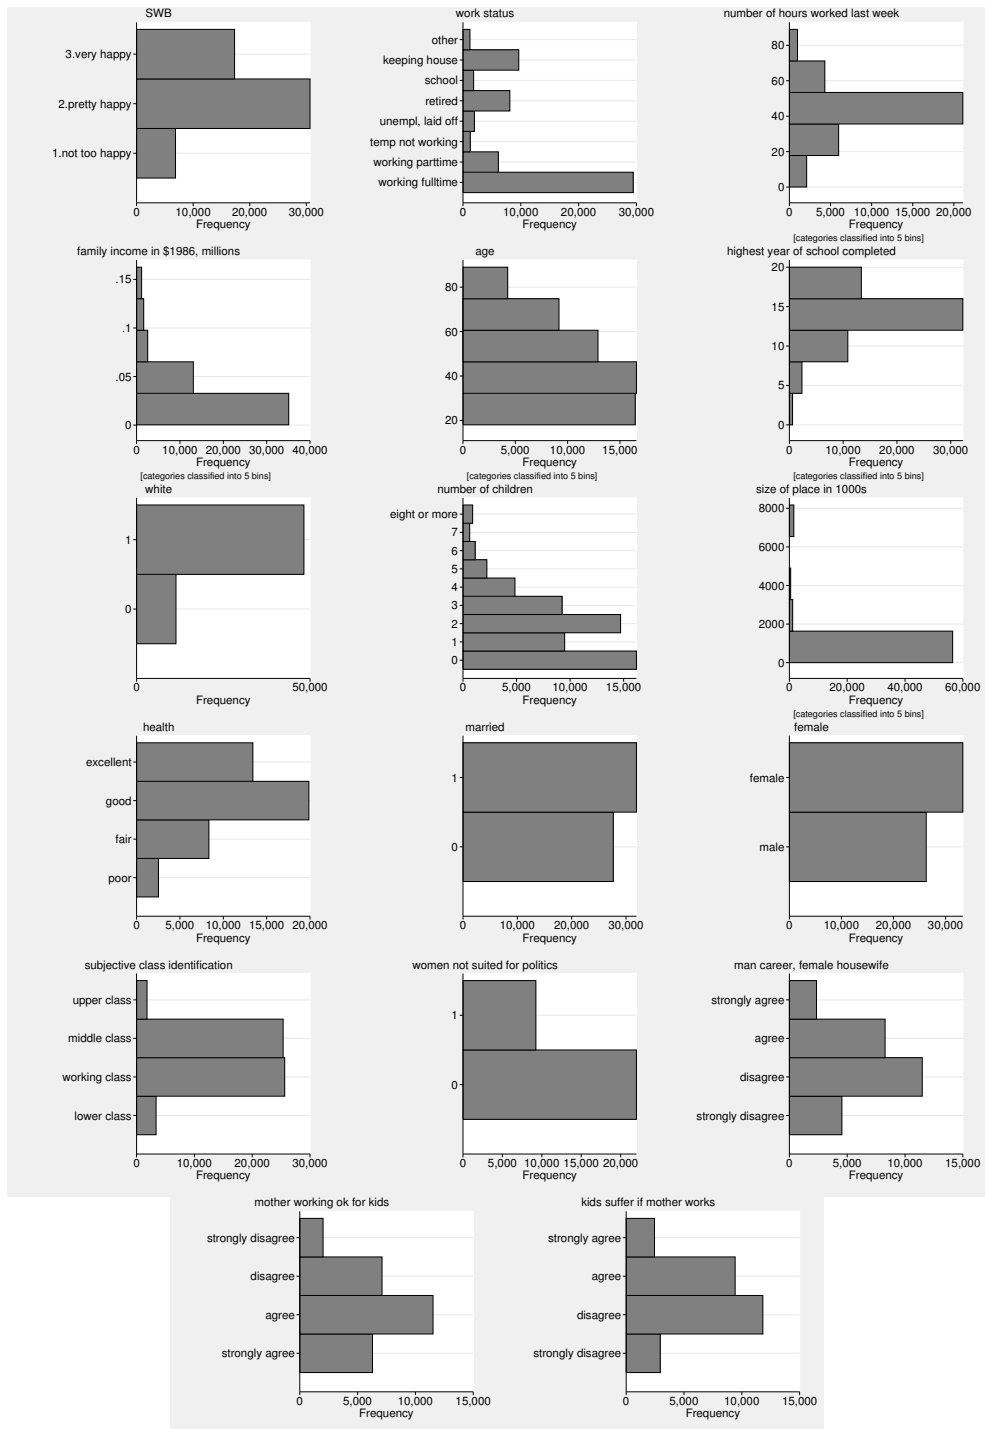 SWB
3.very happy
2.pretty happy
1.not too happy
0 10,000 20,000 30,000
Frequency
work status
other
keeping house
school
retired
unempl, laid off
temp not working
working parttime
working fulltime
0 10,000 20,000 30,000
Frequency
number of hours worked last week
80
60
40
20
0
0 5,000 10,000 15,000 20,000
Frequency
[categories classified into 5 bins]
family income in $1986, millions
.15
.1
.05
0
0 10,000 20,000 30,000 40,000
Frequency
[categories classified into 5 bins]
age
80
60
40
20
0 5,000 10,000 15,000
Frequency
[categories classified into 5 bins]
highest year of school completed
20
15
10
5
0
0 10,000 20,000 30,000
Frequency
[categories classified into 5 bins]
white
1
0
0 50,000
Frequency
number of children
eight or more
7
6
5
4
3
2
1
0
0 5,000 10,000 15,000
Frequency
size of place in 1000s
8000
6000
4000
2000
0
0 20,000 40,000 60,000
Frequency
[categories classified into 5 bins]
health
excellent
good
fair
poor
0 5,000 10,000 15,000 20,000
Frequency
married
1
0
0 10,000 20,000 30,000
Frequency
female
female
male
0 10,000 20,000 30,000
Frequency
subjective class identification
upper class
middle class
working class
lower class
0 10,000 20,000 30,000
Frequency
women not suited for politics
1
0
0 5,000 10,000 15,000 20,000
Frequency
man career, female housewife
strongly agree
agree
disagree
strongly disagree
0 5,000 10,000 15,000
Frequency
mother working ok for kids
strongly disagree
disagree
agree
strongly agree
0 5,000 10,000 15,000
Frequency
kids suffer if mother works
strongly agree
agree
disagree
strongly disagree
0 5,000 10,000 15,000
Frequency